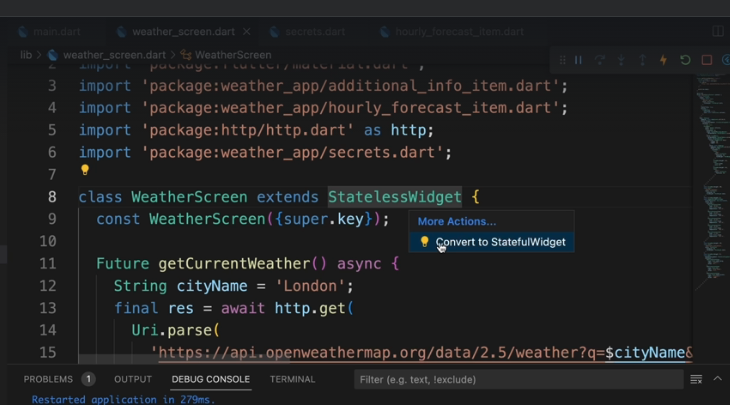 main.dart weather_screen.dart secrets.dart hourly_forecast_item.dart
lib > weather_screen.dart > WeatherScreen
2 import 'package:flutter/material.dart';
3 import 'package:weather_app/additional_info_item.dart';
4 import 'package:weather_app/hourly_forecast_item.dart';
5 import 'package:http/http.dart' as http;
6 import 'package:weather_app/secrets.dart';
7
8 class WeatherScreen extends StatelessWidget {
9 const WeatherScreen({super.key});
More Actions...
10
Convert to StatefulWidget
11 Future getCurrentWeather() async {
12 String cityName = 'London';
13 final res = await http.get(
14 Uri.parse(
15 'https://api.openweathermap.org/data/2.5/weather?q=$cityName&
PROBLEMS 1 OUTPUT DEBUG CONSOLE TERMINAL Filter (e.g. text, !exclude)
Restarted application in 279ms.